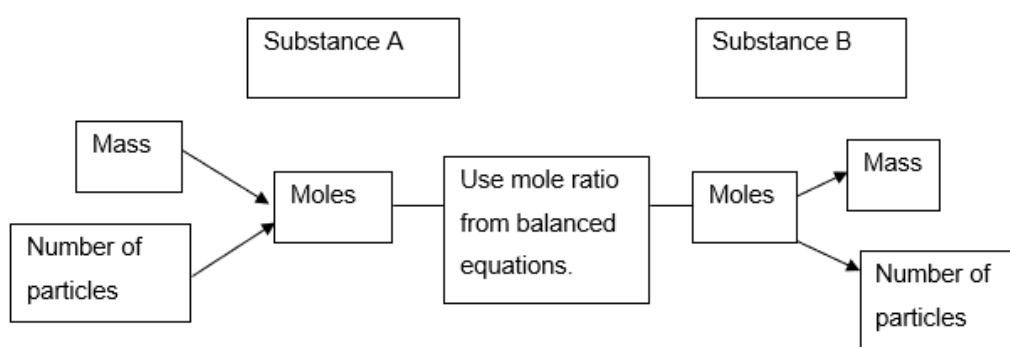 Substance A
Substance B
Mass
Number of
particles
Moles
Use mole ratio
from balanced
equations.
Moles
Mass
Number of
particles